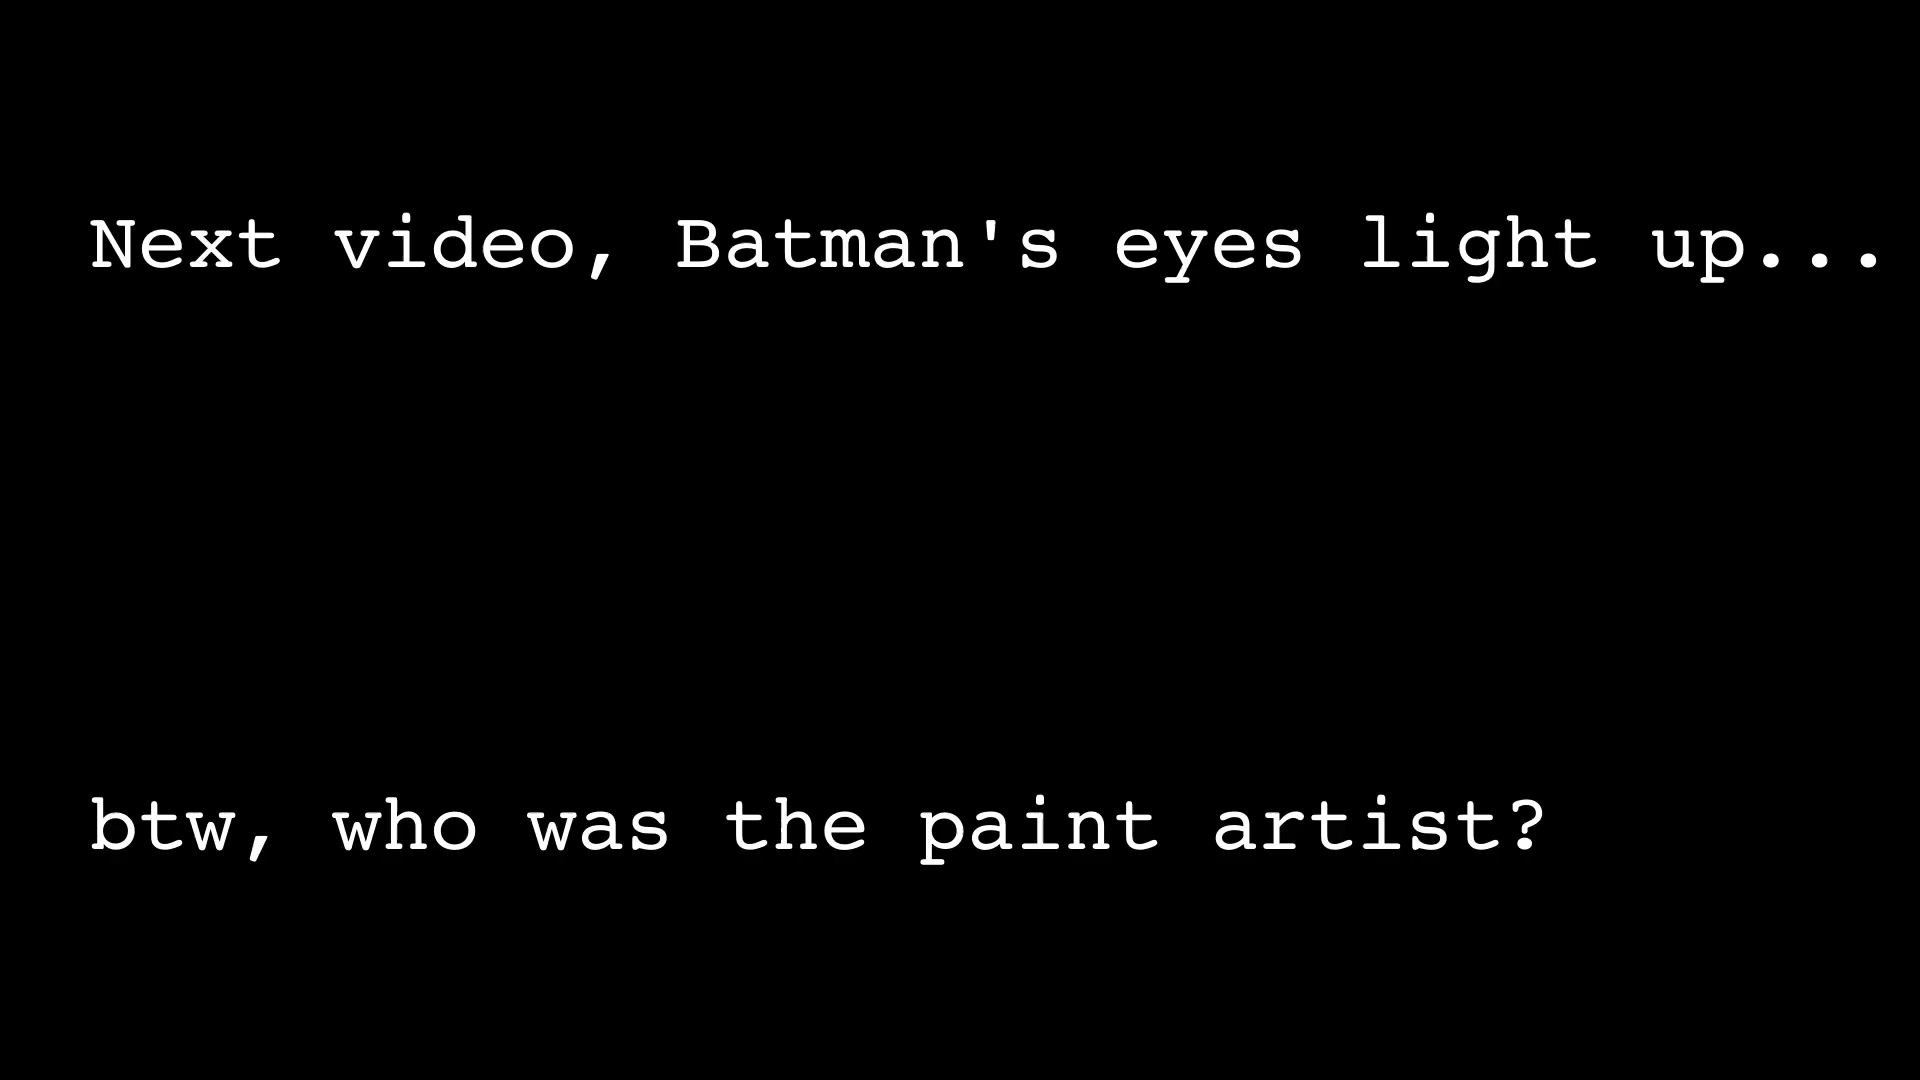 Next video, Batman's eyes light up...
btw, who was the paint artist?